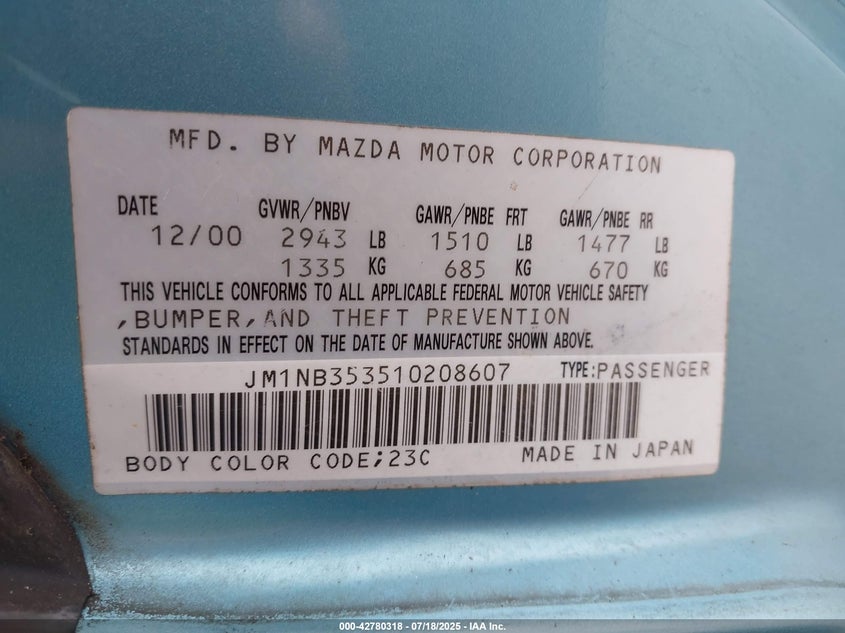 MFD. BY MAZDA MOTOR CORPORATION
DATE GVWR/PNBV GAWR/PNBE FRT GAWR/PNBE RR
12/00 2943 LB 1510 LB 1477 LB
1335 KG 685 KG 670 KG
THIS VEHICLE CONFORMS TO ALL APPLICABLE FEDERAL MOTOR VEHICLE SAFETY
,BUMPER,AND THEFT PREVENTION
STANDARDS IN EFFECT ON THE DATE OF MANUFACTURE SHOWN ABOVE.
JM1NB353510208607 TYPE:PASSENGER
BODY COLOR CODE;23C MADE IN JAPAN
000-42780318 - 07/18/2025 - IAA Inc.